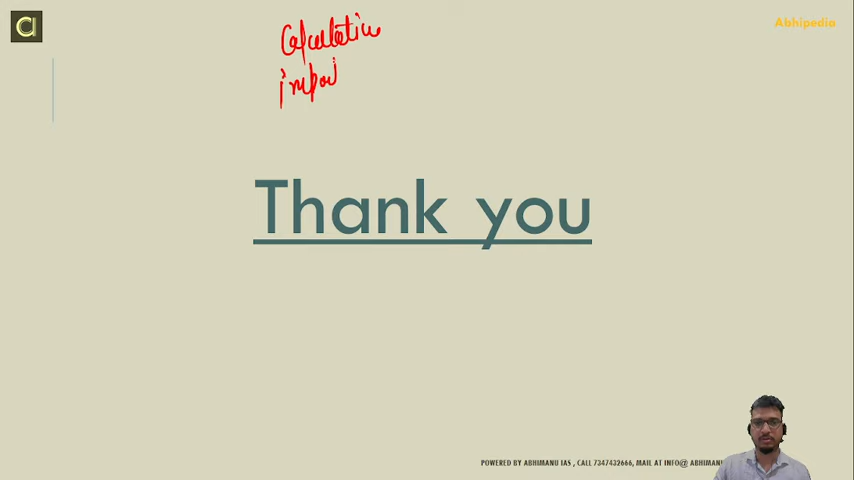 a
Abhipedia
Calculation
Thank you
POWERED BY ABHIMANU IAS , CALL 7347432666, MAIL AT INFO@ ABHIMANU